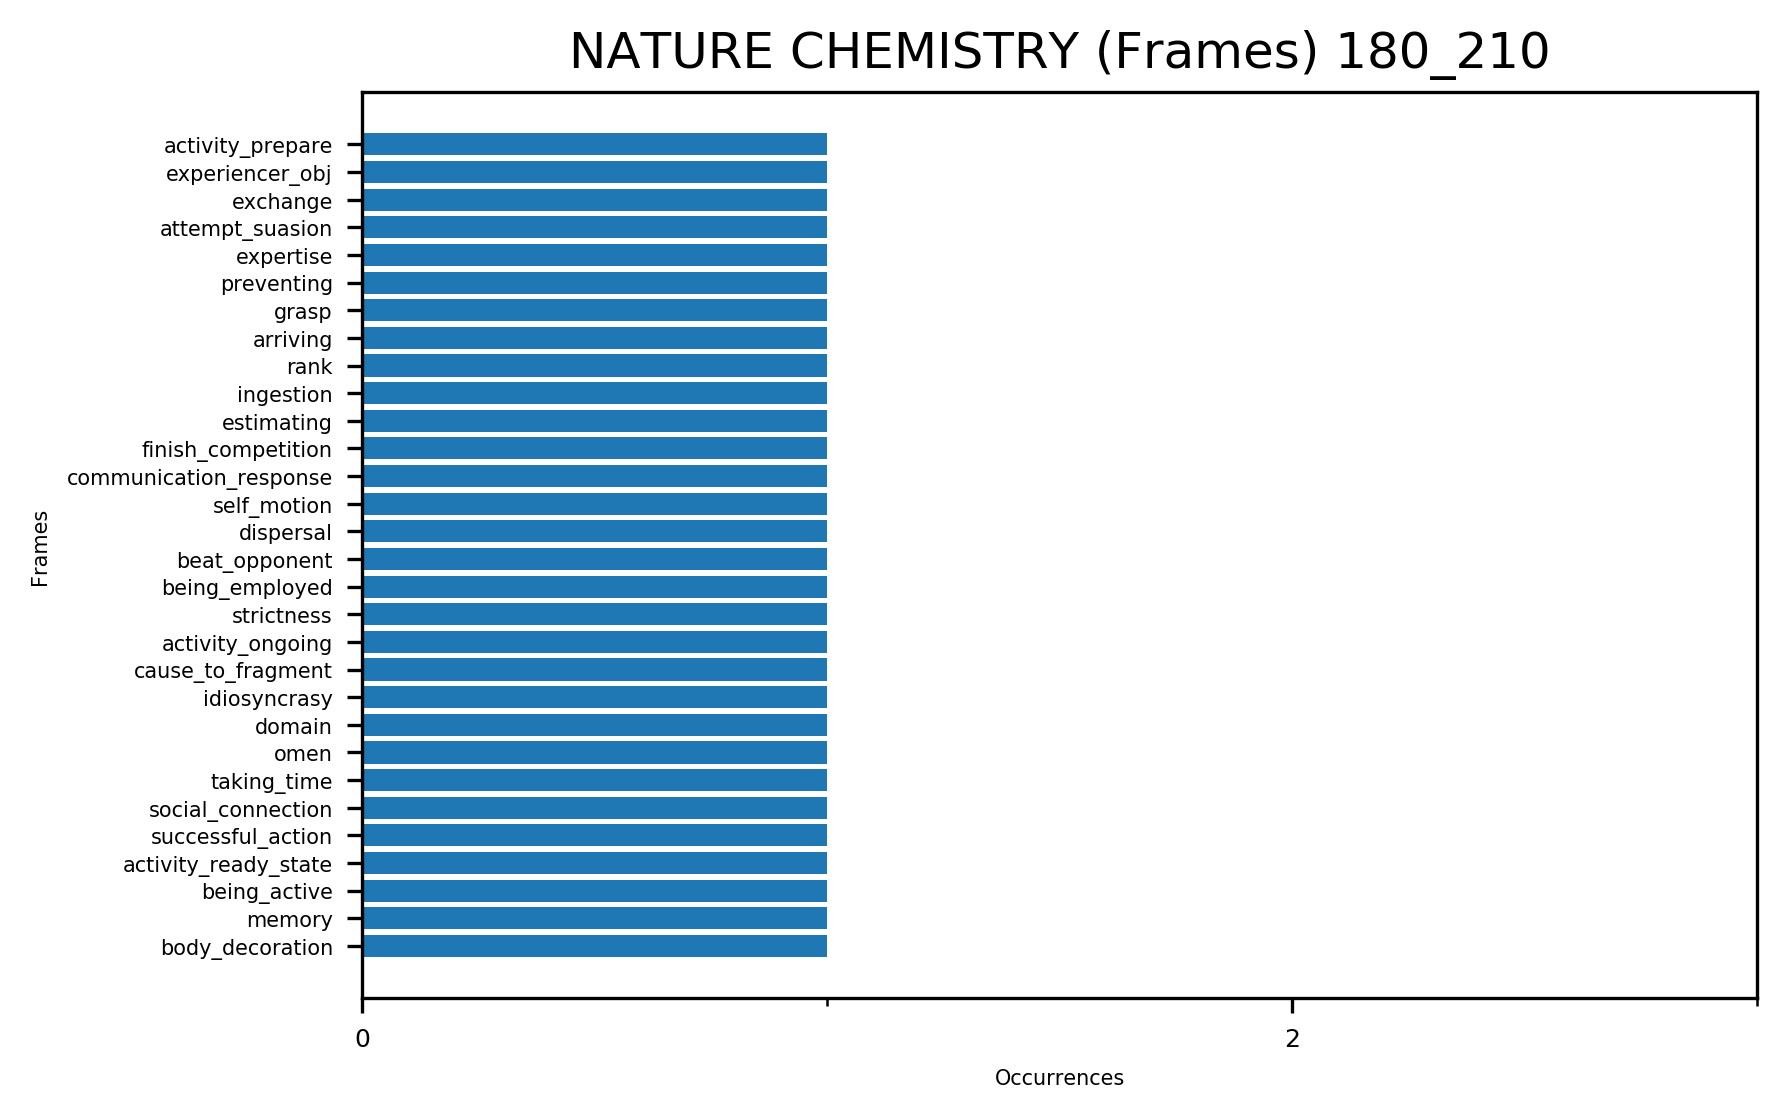 NATURE CHEMISTRY (Frames) 180_210
activity_prepare
experiencer_obj
exchange
attempt_suasion
expertise
preventing
grasp
arriving
rank
ingestion
estimating
finish_competition
communication_response
self_motion
dispersal
beat_opponent
being_employed
strictness
activity_ongoing
cause_to_fragment
idiosyncrasy
domain
omen
taking_time
social_connection
successful_action
activity_ready_state
being_active
memory
body_decoration
Frames
0
2
Occurrences